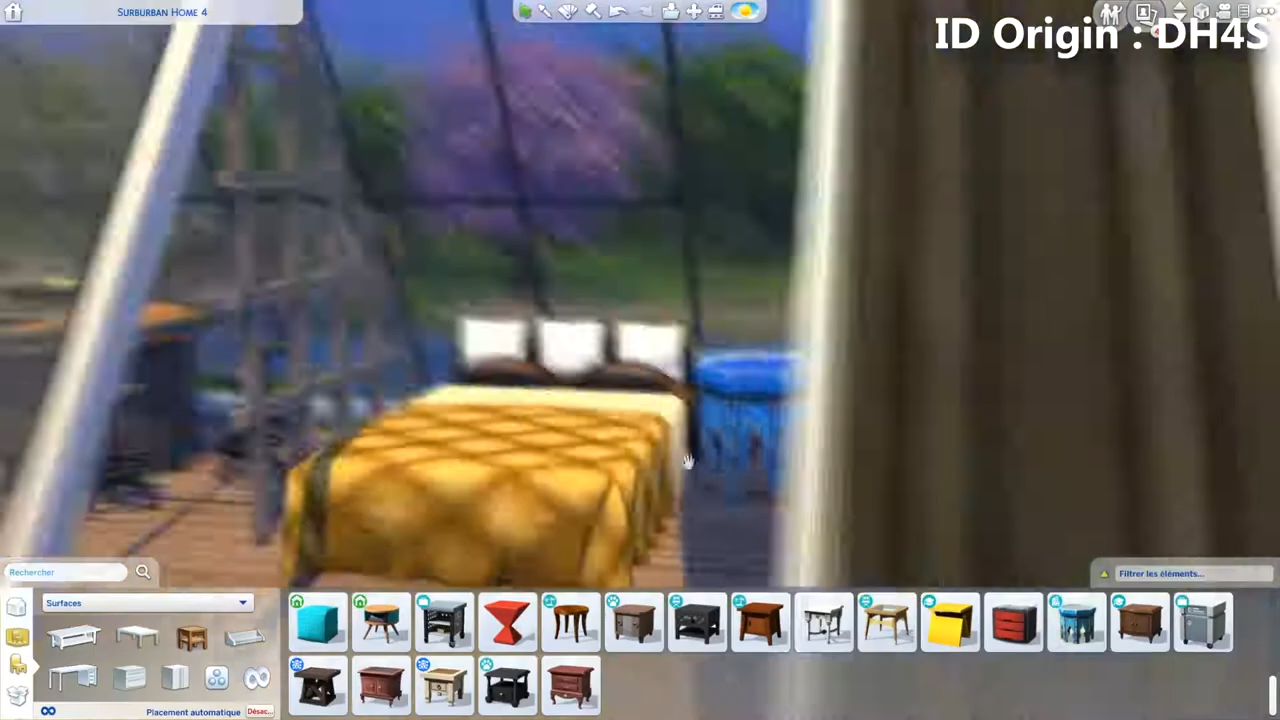 Surburban Home 4
ID Origin : DH4S
Rechercher
Filtrer les éléments...
Surfaces
Placement automatique
Désac...